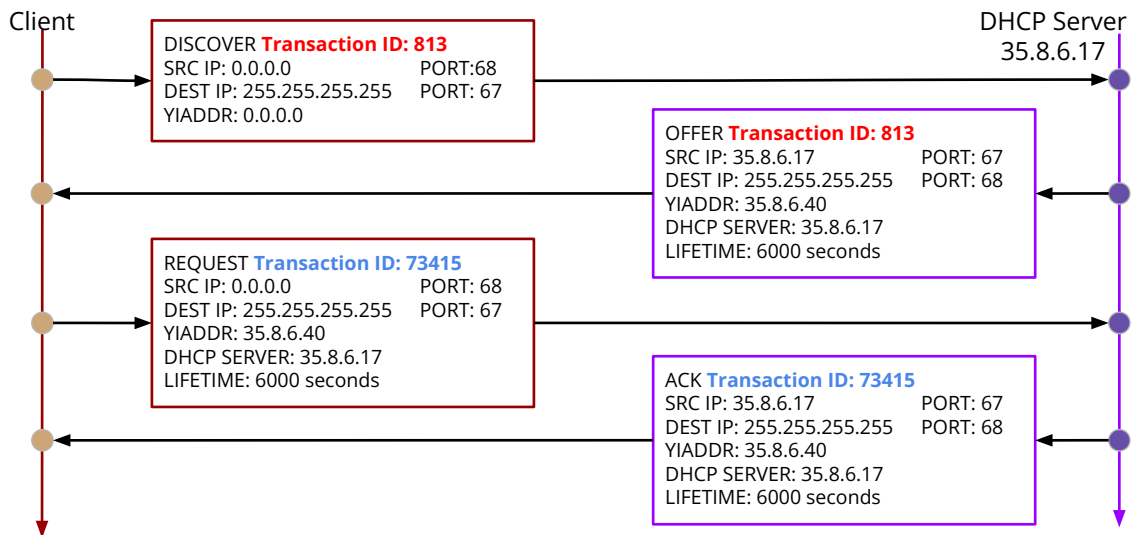 Client
DHCP Server
35.8.6.17
DISCOVER Transaction ID: 813
SRC IP: 0.0.0.0 PORT:68
DEST IP: 255.255.255.255 PORT: 67
YIADDR: 0.0.0.0
OFFER Transaction ID: 813
SRC IP: 35.8.6.17 PORT: 67
DEST IP: 255.255.255.255 PORT: 68
YIADDR: 35.8.6.40
DHCP SERVER: 35.8.6.17
LIFETIME: 6000 seconds
REQUEST Transaction ID: 73415
SRC IP: 0.0.0.0 PORT: 68
DEST IP: 255.255.255.255 PORT: 67
YIADDR: 35.8.6.40
DHCP SERVER: 35.8.6.17
LIFETIME: 6000 seconds
ACK Transaction ID: 73415
SRC IP: 35.8.6.17 PORT: 67
DEST IP: 255.255.255.255 PORT: 68
YIADDR: 35.8.6.40
DHCP SERVER: 35.8.6.17
LIFETIME: 6000 seconds